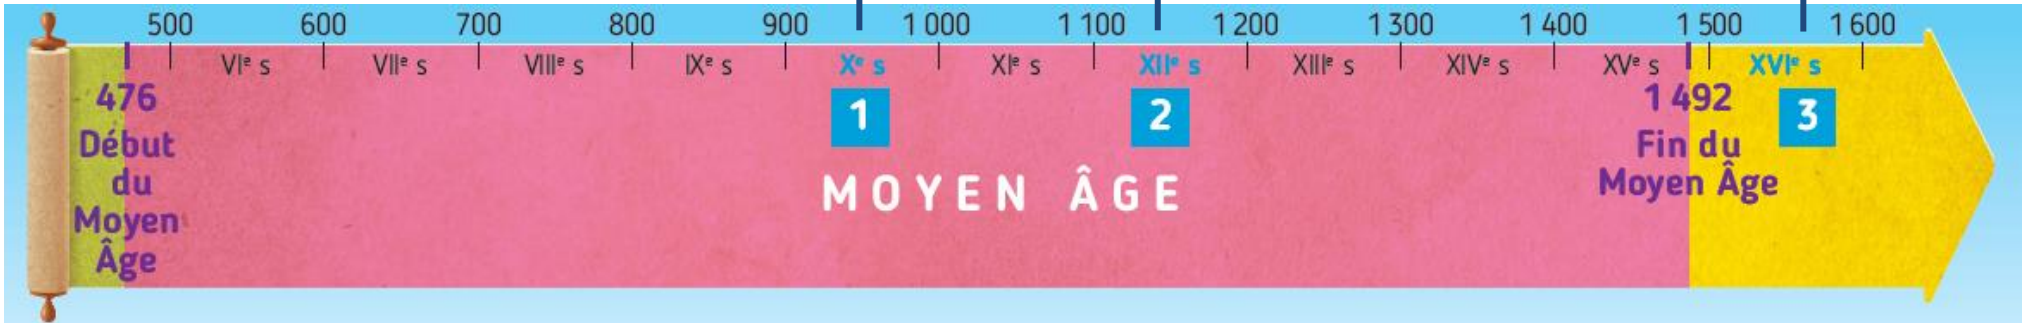 500 600 700 800 900 1 000 1 100 1 200 1 300 1 400 1 500 1 600
VIe s VIIe s VIIIe s IXe s Xe s XIe s XIIe s XIIIe s XIVe s XVe s XVIe s
476
Début
du
Moyen
Âge
1
2
MOYEN ÂGE
1 492
Fin du
Moyen Âge
3